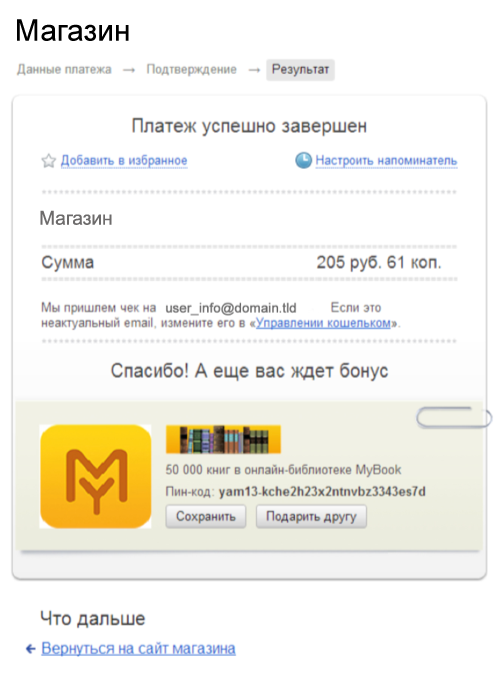 Магазин
Данные платежа → Подтверждение → Результат
Платеж успешно завершен
Добавить в избранное Настроить напоминатель
Магазин
Сумма 205 руб. 61 коп.
Мы пришлем чек на user_info@domain.tld Если это
неактуальный email, измените его в «Управлении кошельком».
Спасибо! А еще вас ждет бонус
50 000 книг в онлайн-библиотеке MyBook
Пин-код: yam13-kche2h23x2ntnvbz3343es7d
Сохранить Подарить другу
Что дальше
← Вернуться на сайт магазина